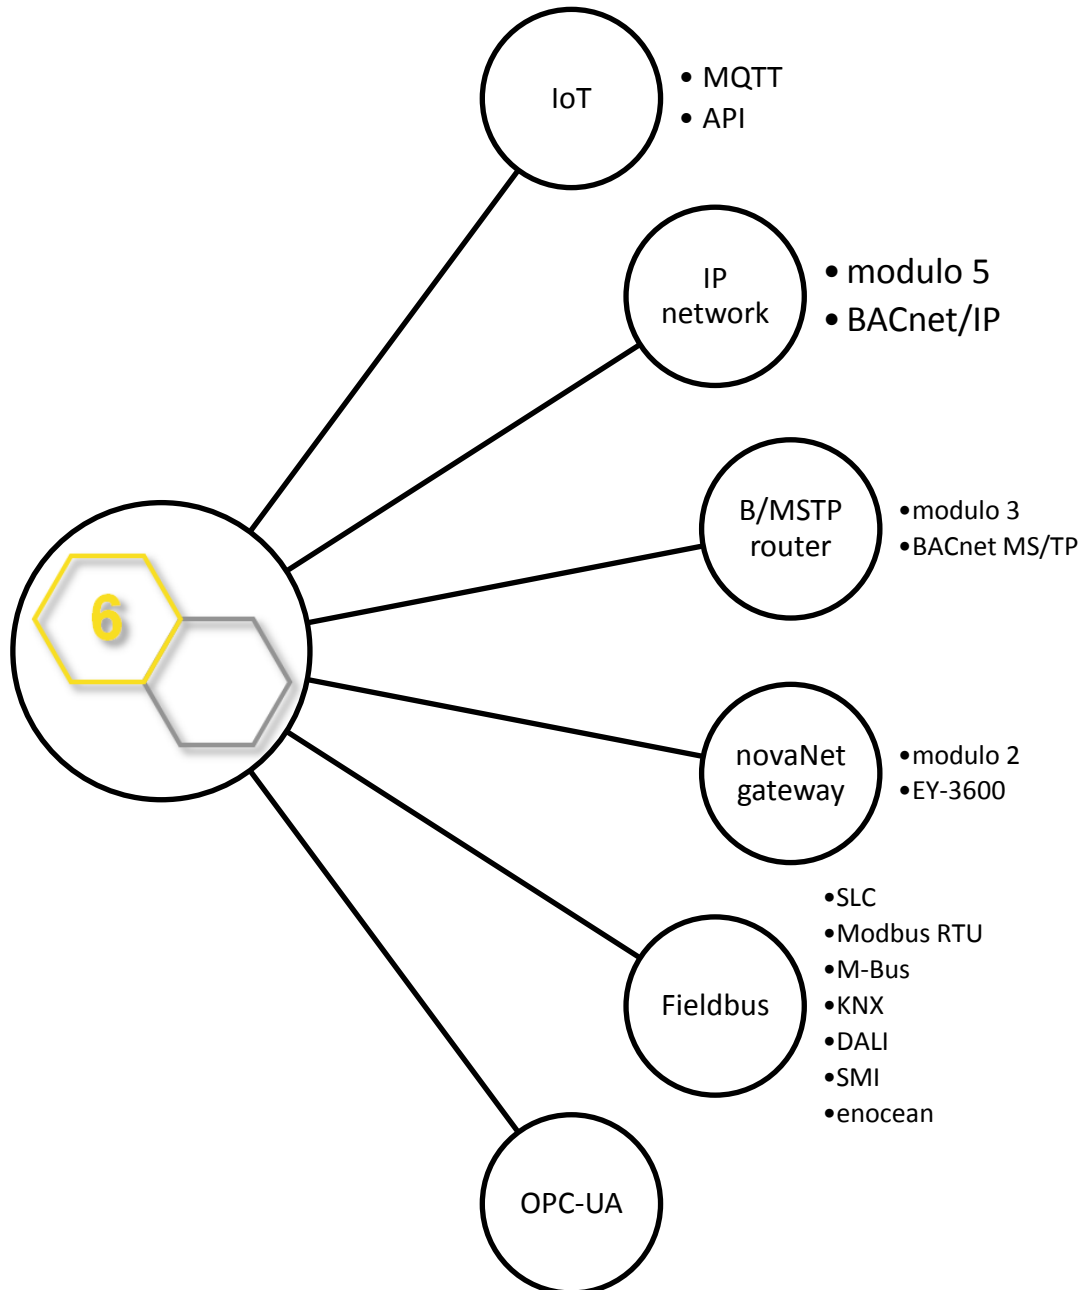 IoT
• MQTT
• API
IP
network
• modulo 5
• BACnet/IP
B/MSTP
router
•modulo 3
•BACnet MS/TP
6
novaNet
gateway
•modulo 2
•EY-3600
Fieldbus
•SLC
•Modbus RTU
•M-Bus
•KNX
•DALI
•SMI
•enocean
OPC-UA